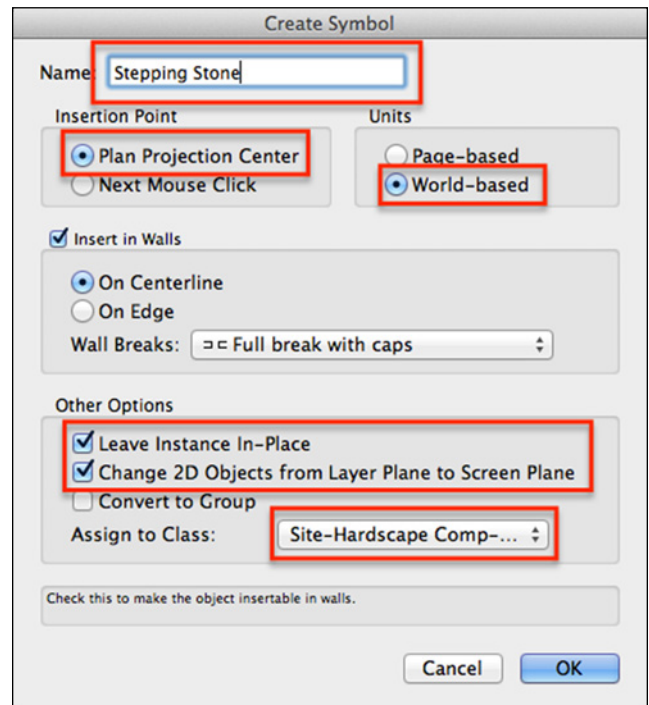 Create Symbol
Name: Stepping Stone
Insertion Point
Plan Projection Center
Next Mouse Click
Units
Page-based
World-based
Insert in Walls
On Centerline
On Edge
Wall Breaks: Full break with caps
Other Options
Leave Instance In-Place
Change 2D Objects from Layer Plane to Screen Plane
Convert to Group
Assign to Class: Site-Hardscape Comp-...
Check this to make the object insertable in walls.
Cancel OK